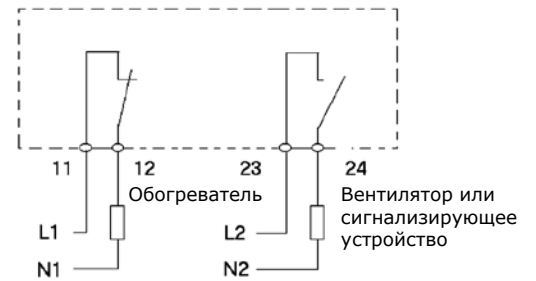 11 12 23 24
Обогреватель
Вентилятор или
сигнализирующее
устройство
L1 L2
N1 N2